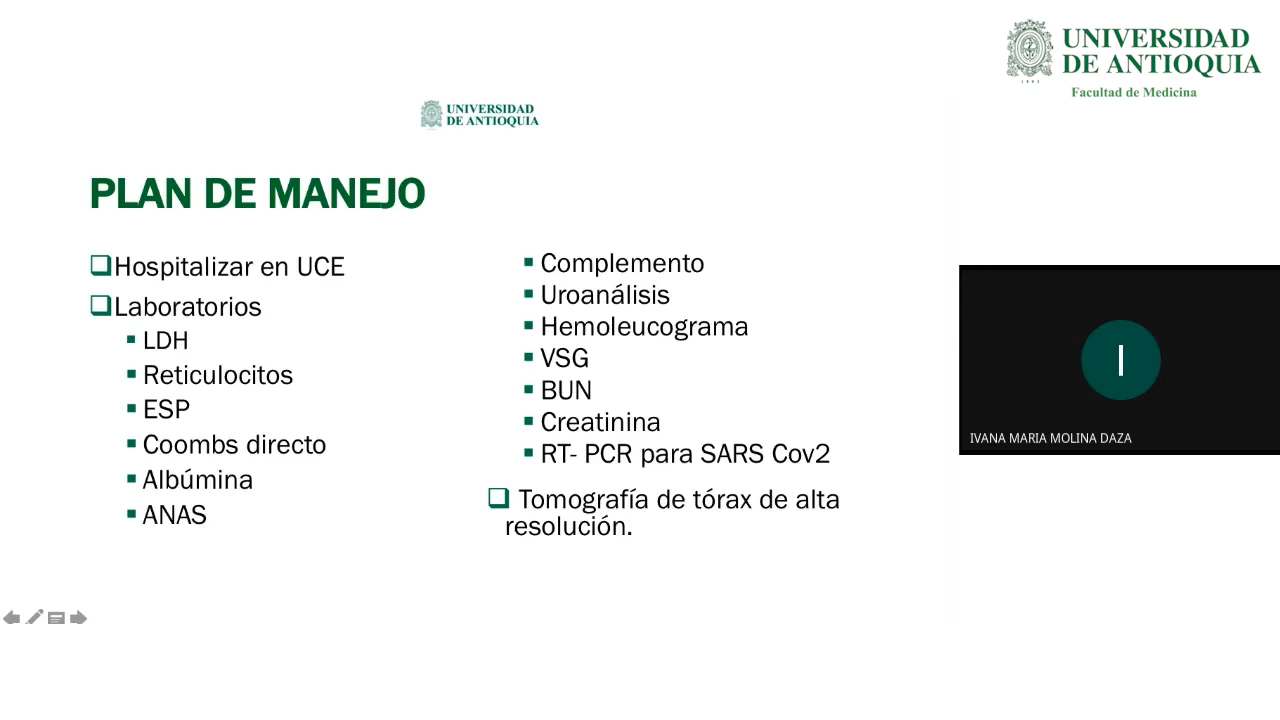 UNIVERSIDAD
DE ANTIOQUIA
1803
Facultad de Medicina
UNIVERSIDAD
DE ANTIOQUIA
PLAN DE MANEJO
Hospitalizar en UCE
Laboratorios
LDH
Reticulocitos
ESP
Coombs directo
Albúmina
ANAS
Complemento
Uroanálisis
Hemoleucograma
VSG
BUN
Creatinina
RT- PCR para SARS Cov2
Tomografía de tórax de alta
resolución.
I
IVANA MARIA MOLINA DAZA